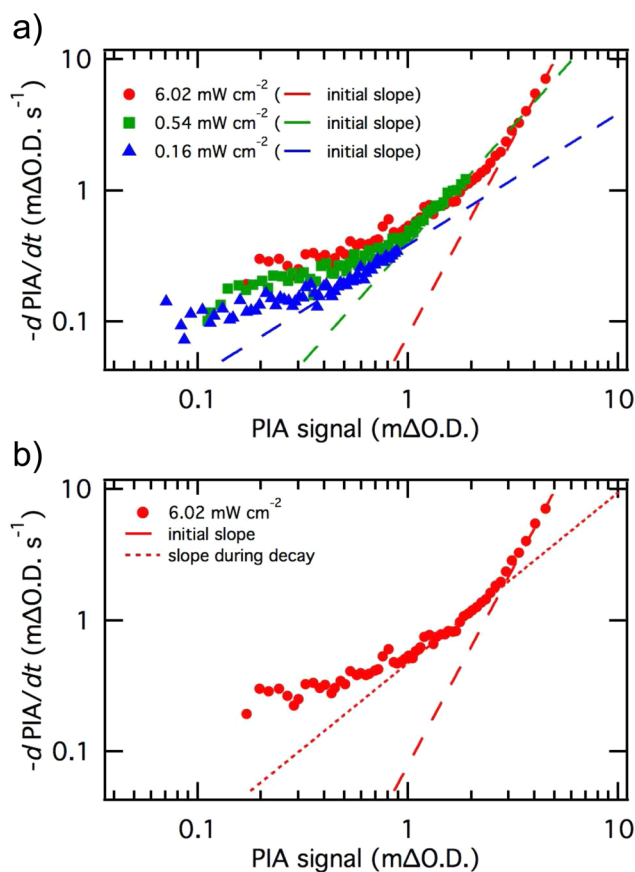 a)
10
1
0.1
-d PIA/dt (mΔO.D. s⁻¹)
6.02 mW cm⁻² ( — initial slope)
0.54 mW cm⁻² ( — initial slope)
0.16 mW cm⁻² ( — initial slope)
0.1 1 10
PIA signal (mΔO.D.)
b)
10
1
0.1
-d PIA/dt (mΔO.D. s⁻¹)
6.02 mW cm⁻²
initial slope
slope during decay
0.1 1 10
PIA signal (mΔO.D.)